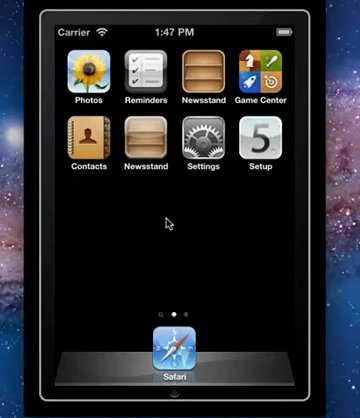 Carrier 1:47 PM
Photos Reminders Newsstand Game Center
5
Contacts Newsstand Settings Setup
Safari